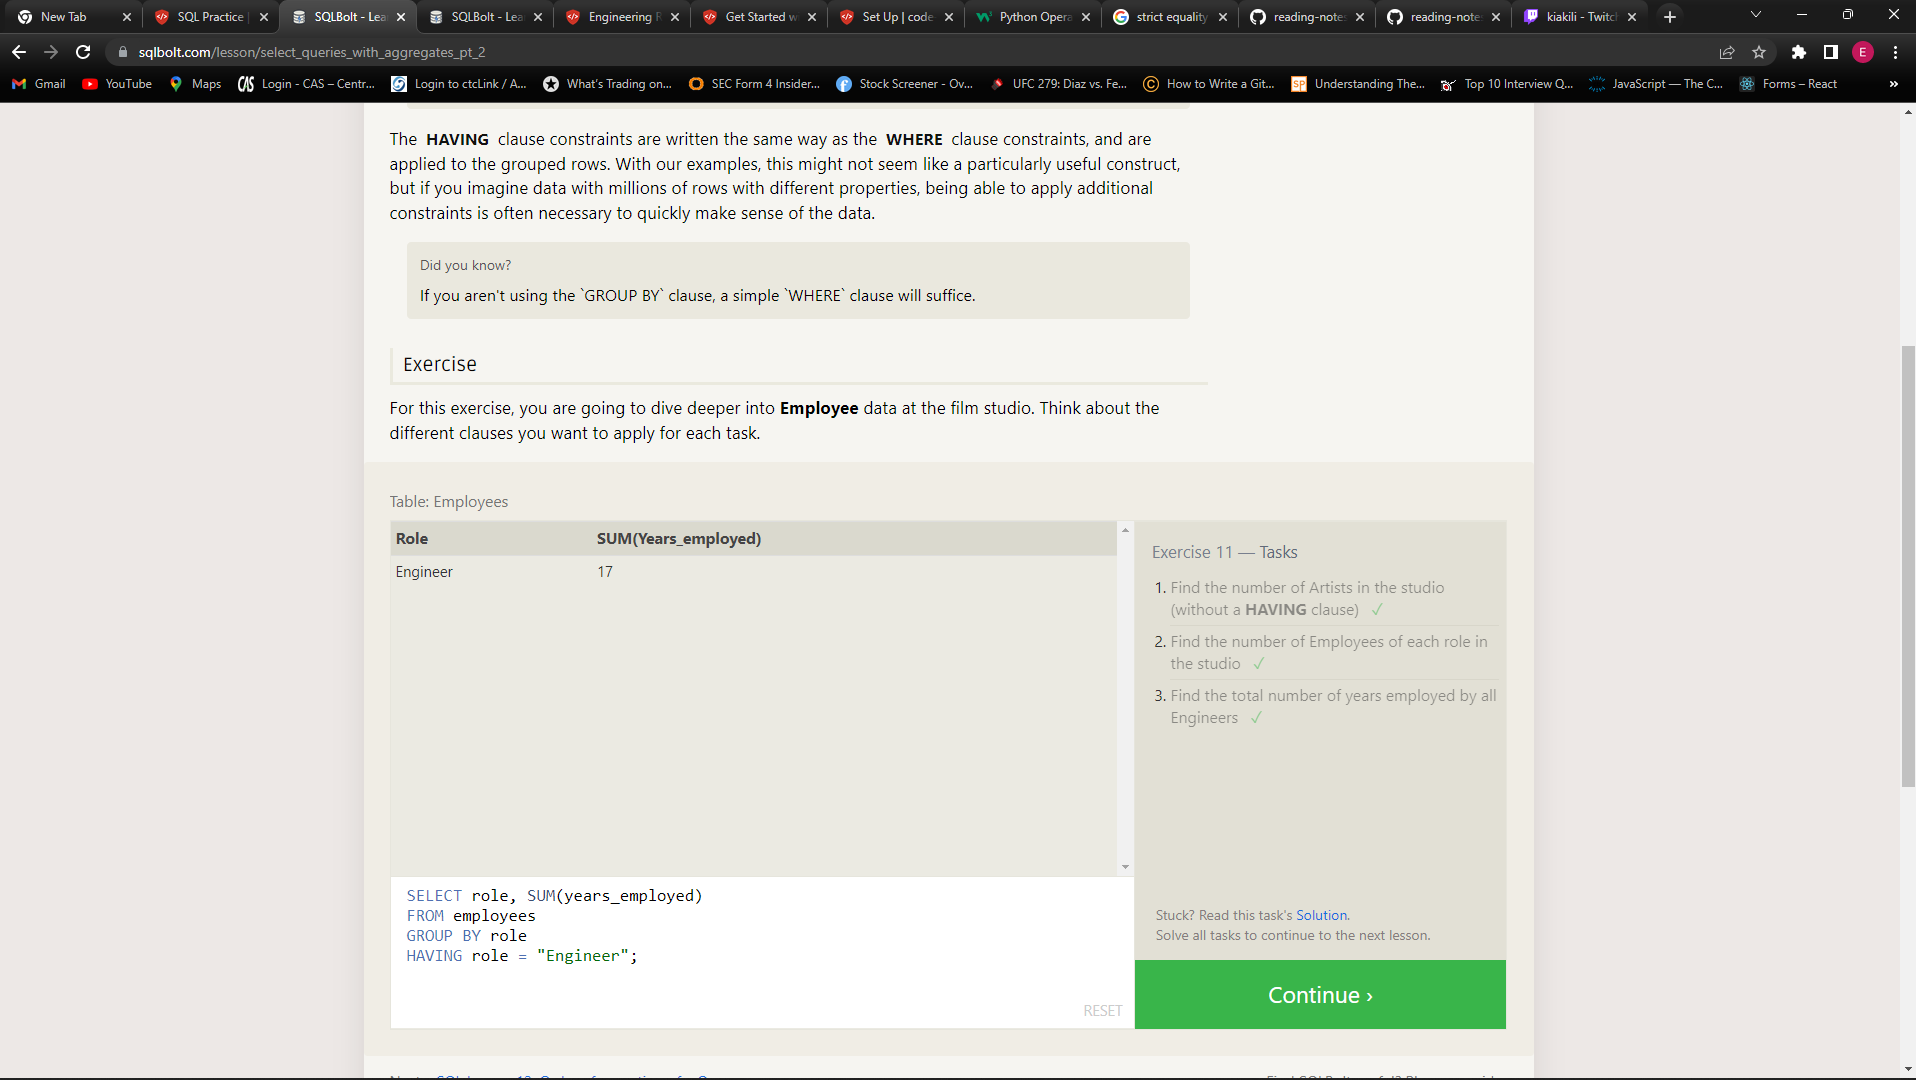 New Tab
SQL Practice
SQLBolt - Lea
SQLBolt - Lea
Engineering R
Get Started w
Set Up | code
Python Opera
strict equality
reading-notes
reading-notes
kiakili - Twitch
sqlbolt.com/lesson/select_queries_with_aggregates_pt_2
E
Gmail
YouTube
Maps
Login - CAS – Centr...
Login to ctcLink / A...
What's Trading on...
SEC Form 4 Insider...
Stock Screener - Ov...
UFC 279: Diaz vs. Fe...
How to Write a Git...
Understanding The...
Top 10 Interview Q...
JavaScript — The C...
Forms – React
»
The HAVING clause constraints are written the same way as the WHERE clause constraints, and are
applied to the grouped rows. With our examples, this might not seem like a particularly useful construct,
but if you imagine data with millions of rows with different properties, being able to apply additional
constraints is often necessary to quickly make sense of the data.
Did you know?
If you aren't using the `GROUP BY` clause, a simple `WHERE` clause will suffice.
Exercise
For this exercise, you are going to dive deeper into Employee data at the film studio. Think about the
different clauses you want to apply for each task.
Table: Employees
Role SUM(Years_employed)
Engineer 17
SELECT role, SUM(years_employed)
FROM employees
GROUP BY role
HAVING role = "Engineer";
RESET
Exercise 11 — Tasks
1. Find the number of Artists in the studio
(without a HAVING clause) ✓
2. Find the number of Employees of each role in
the studio ✓
3. Find the total number of years employed by all
Engineers ✓
Stuck? Read this task's Solution.
Solve all tasks to continue to the next lesson.
Continue ›